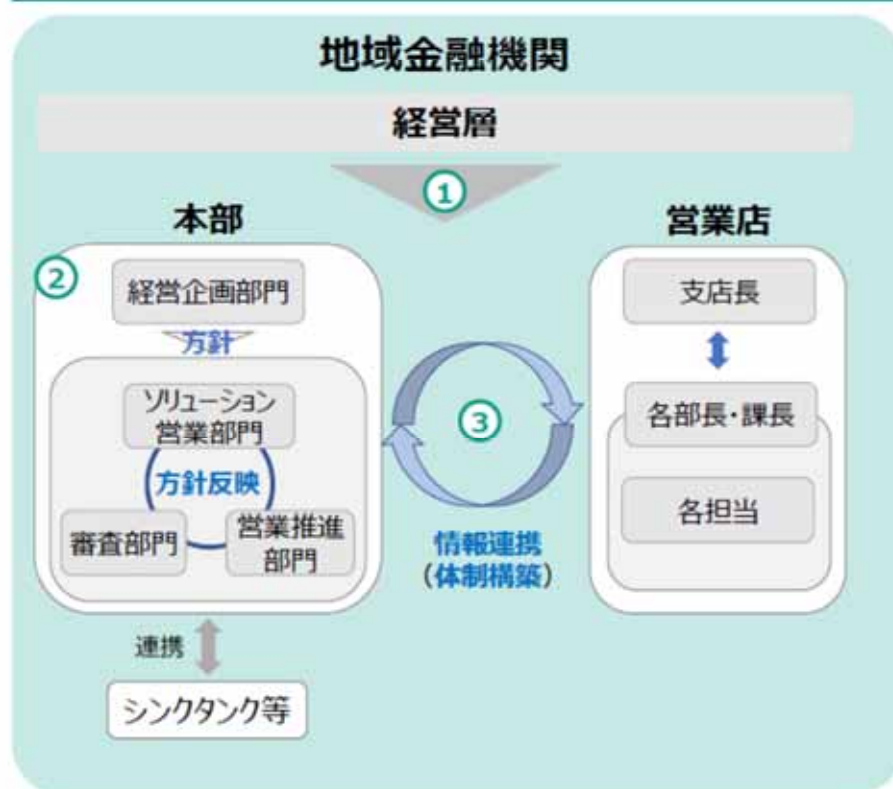 地域金融機関
経営層
①
本部
②
経営企画部門
方針
ソリューション
営業部門
方針反映
審査部門
営業推進
部門
連携
シンクタンク等
③
情報連携
（体制構築）
営業店
支店長
各部長・課長
各担当